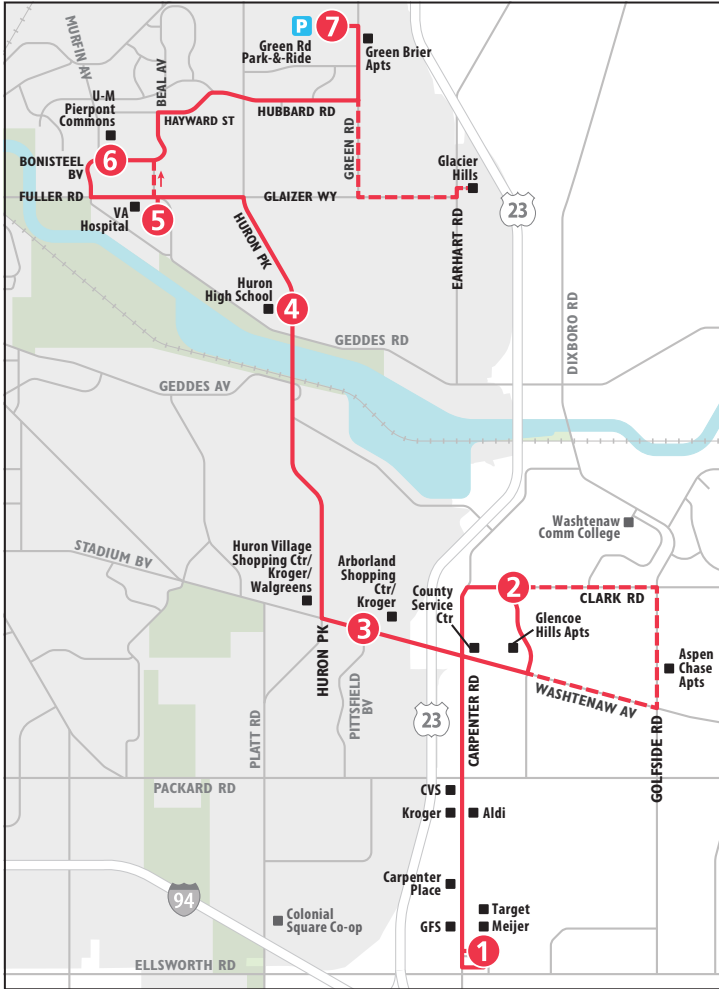 MURFIN AV
BEAL AV
P
7
Green Rd
Park-&-Ride
Green Brier
Apts
U-M
Pierpont
Commons
HAYWARD ST
HUBBARD RD
GREEN RD
BONISTEEL
BV
6
Glacier
Hills
FULLER RD
GLAIZER WY
VA
Hospital
5
HURON PK
EARHART RD
23
Huron
High School
4
GEDDES RD
DIXBORO RD
GEDDES AV
STADIUM BV
Washtenaw
Comm College
Huron Village
Shopping Ctr/
Kroger/
Walgreens
Arborland
Shopping
Ctr/
Kroger
County
Service
Ctr
2
CLARK RD
Glencoe
Hills Apts
3
Aspen
Chase
Apts
HURON PK
PITTSFIELD
BV
WASHTENAW AV
CARPENTER RD
PLATT RD
23
GOLFSIDE RD
PACKARD RD
CVS
Kroger
Aldi
Carpenter
Place
94
Colonial
Square Co-op
Target
GFS
Meijer
1
ELLSWORTH RD